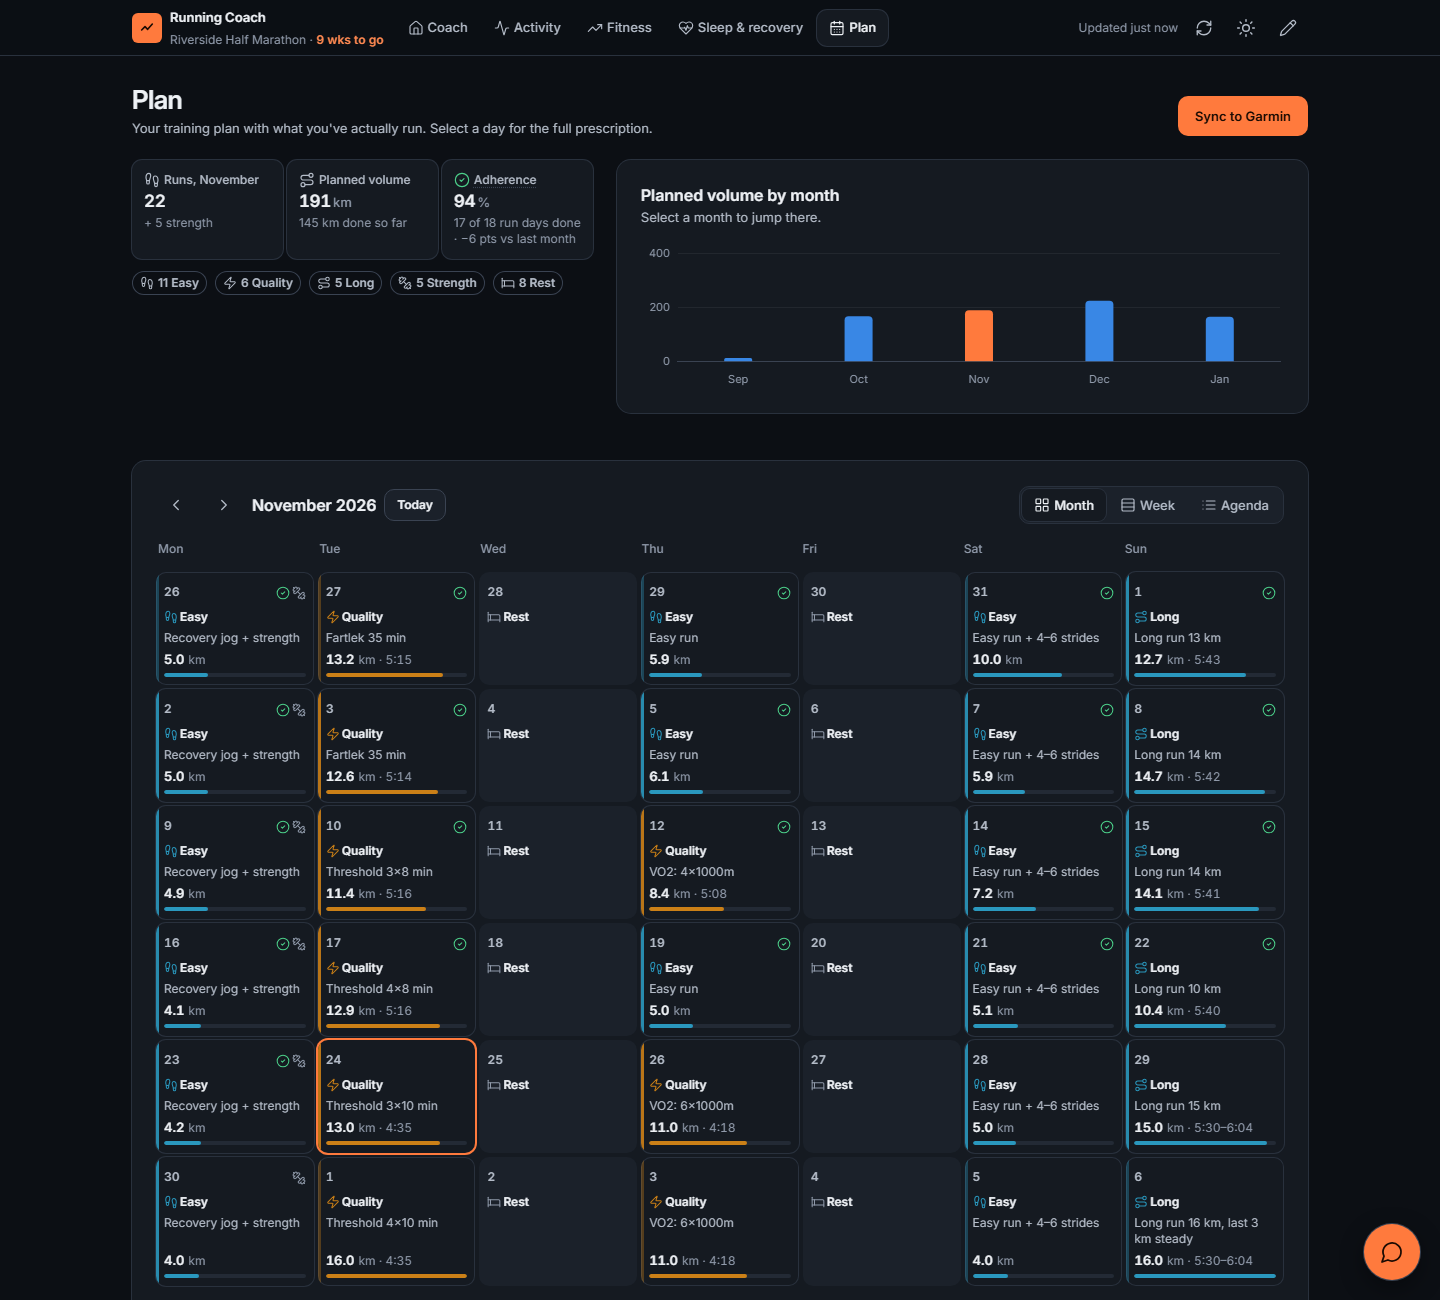 Running Coach
Riverside Half Marathon · 9 wks to go
Coach
Activity
Fitness
Sleep & recovery
Plan
Updated just now
Plan
Your training plan with what you've actually run. Select a day for the full prescription.
Sync to Garmin
Runs, November
22
+ 5 strength
Planned volume
191 km
145 km done so far
Adherence
94 %
17 of 18 run days done
· −6 pts vs last month
11 Easy
6 Quality
5 Long
5 Strength
8 Rest
Planned volume by month
Select a month to jump there.
400
200
0
Sep Oct Nov Dec Jan
November 2026
Today
Month
Week
Agenda
Mon Tue Wed Thu Fri Sat Sun
26
Easy
Recovery jog + strength
5.0 km
27
Quality
Fartlek 35 min
13.2 km · 5:15
28
Rest
29
Easy
Easy run
5.9 km
30
Rest
31
Easy
Easy run + 4–6 strides
10.0 km
1
Long
Long run 13 km
12.7 km · 5:43
2
Easy
Recovery jog + strength
5.0 km
3
Quality
Fartlek 35 min
12.6 km · 5:14
4
Rest
5
Easy
Easy run
6.1 km
6
Rest
7
Easy
Easy run + 4–6 strides
5.9 km
8
Long
Long run 14 km
14.7 km · 5:42
9
Easy
Recovery jog + strength
4.9 km
10
Quality
Threshold 3×8 min
11.4 km · 5:16
11
Rest
12
Quality
VO2: 4×1000m
8.4 km · 5:08
13
Rest
14
Easy
Easy run + 4–6 strides
7.2 km
15
Long
Long run 14 km
14.1 km · 5:41
16
Easy
Recovery jog + strength
4.1 km
17
Quality
Threshold 4×8 min
12.9 km · 5:16
18
Rest
19
Easy
Easy run
5.0 km
20
Rest
21
Easy
Easy run + 4–6 strides
5.1 km
22
Long
Long run 10 km
10.4 km · 5:40
23
Easy
Recovery jog + strength
4.2 km
24
Quality
Threshold 3×10 min
13.0 km · 4:35
25
Rest
26
Quality
VO2: 6×1000m
11.0 km · 4:18
27
Rest
28
Easy
Easy run + 4–6 strides
5.0 km
29
Long
Long run 15 km
15.0 km · 5:30–6:04
30
Easy
Recovery jog + strength
4.0 km
1
Quality
Threshold 4×10 min
16.0 km · 4:35
2
Rest
3
Quality
VO2: 6×1000m
11.0 km · 4:18
4
Rest
5
Easy
Easy run + 4–6 strides
4.0 km
6
Long
Long run 16 km, last 3
km steady
16.0 km · 5:30–6:04